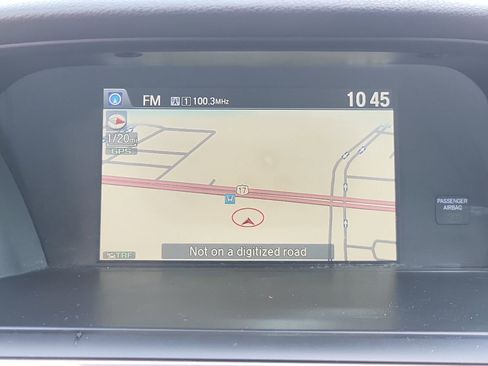 FM 1 100.3MHz 10 45
1/20mi
GPS
17
Not on a digitized road
TRF
PASSENGER
AIRBAG